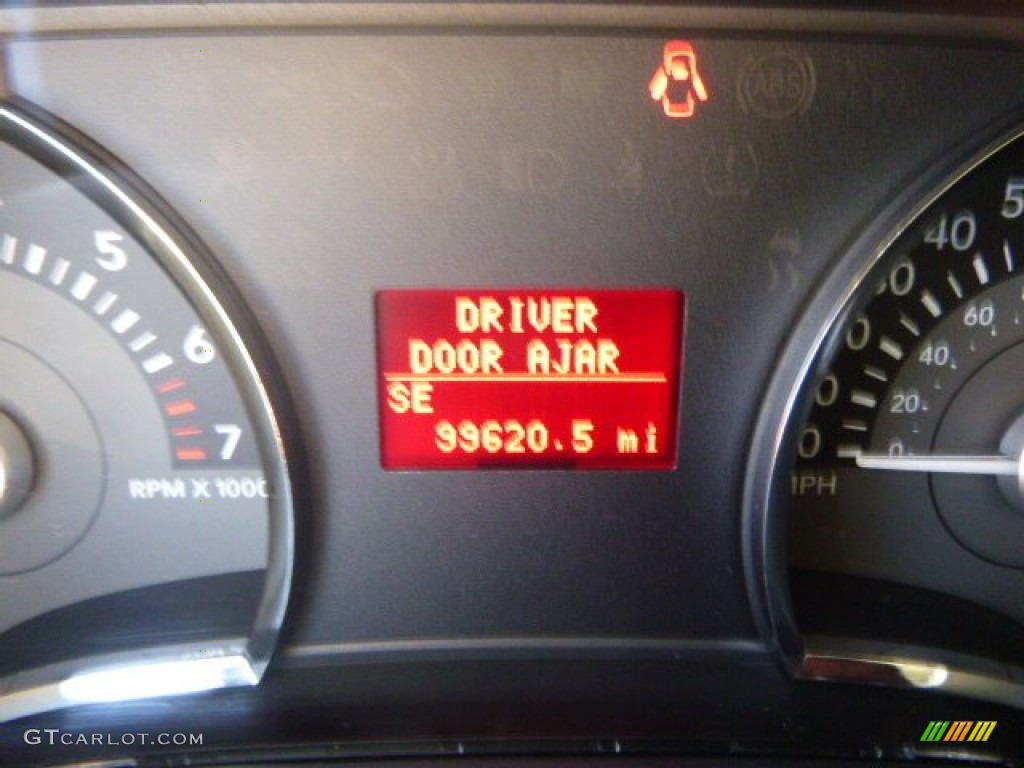 ABS
5
5
40
6
60
40
20
0
7
RPM X 1000
DRIVER
DOOR AJAR
SE
99620.5 mi
GTCARLOT.COM